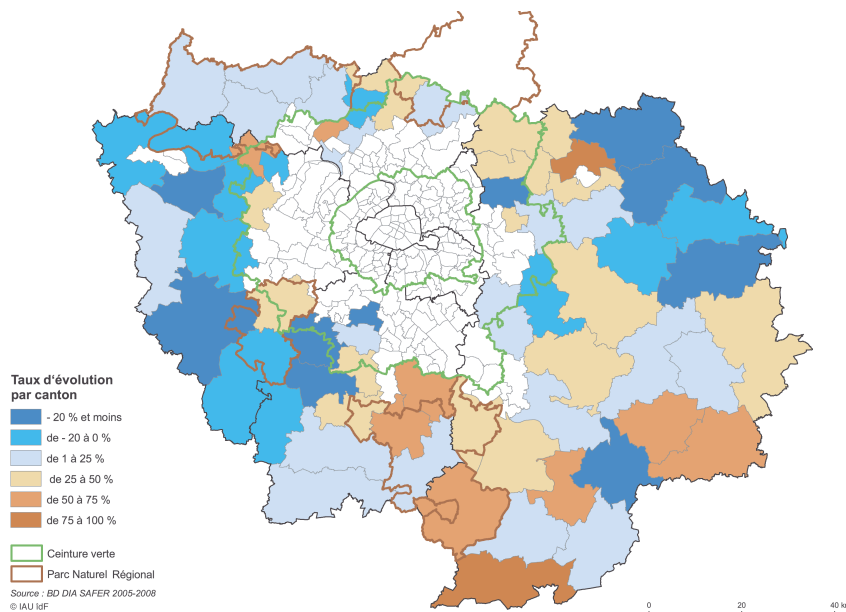 Taux d'évolution
par canton
- 20 % et moins
de - 20 à 0 %
de 1 à 25 %
de 25 à 50 %
de 50 à 75 %
de 75 à 100 %
Ceinture verte
Parc Naturel Régional
Source : BD DIA SAFER 2005-2008
© IAU IdF
0 20 40 k